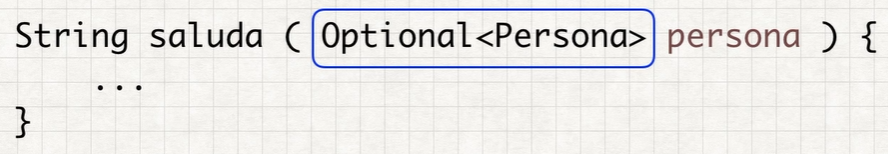 String saluda ( Optional<Persona> persona ) {
...
}